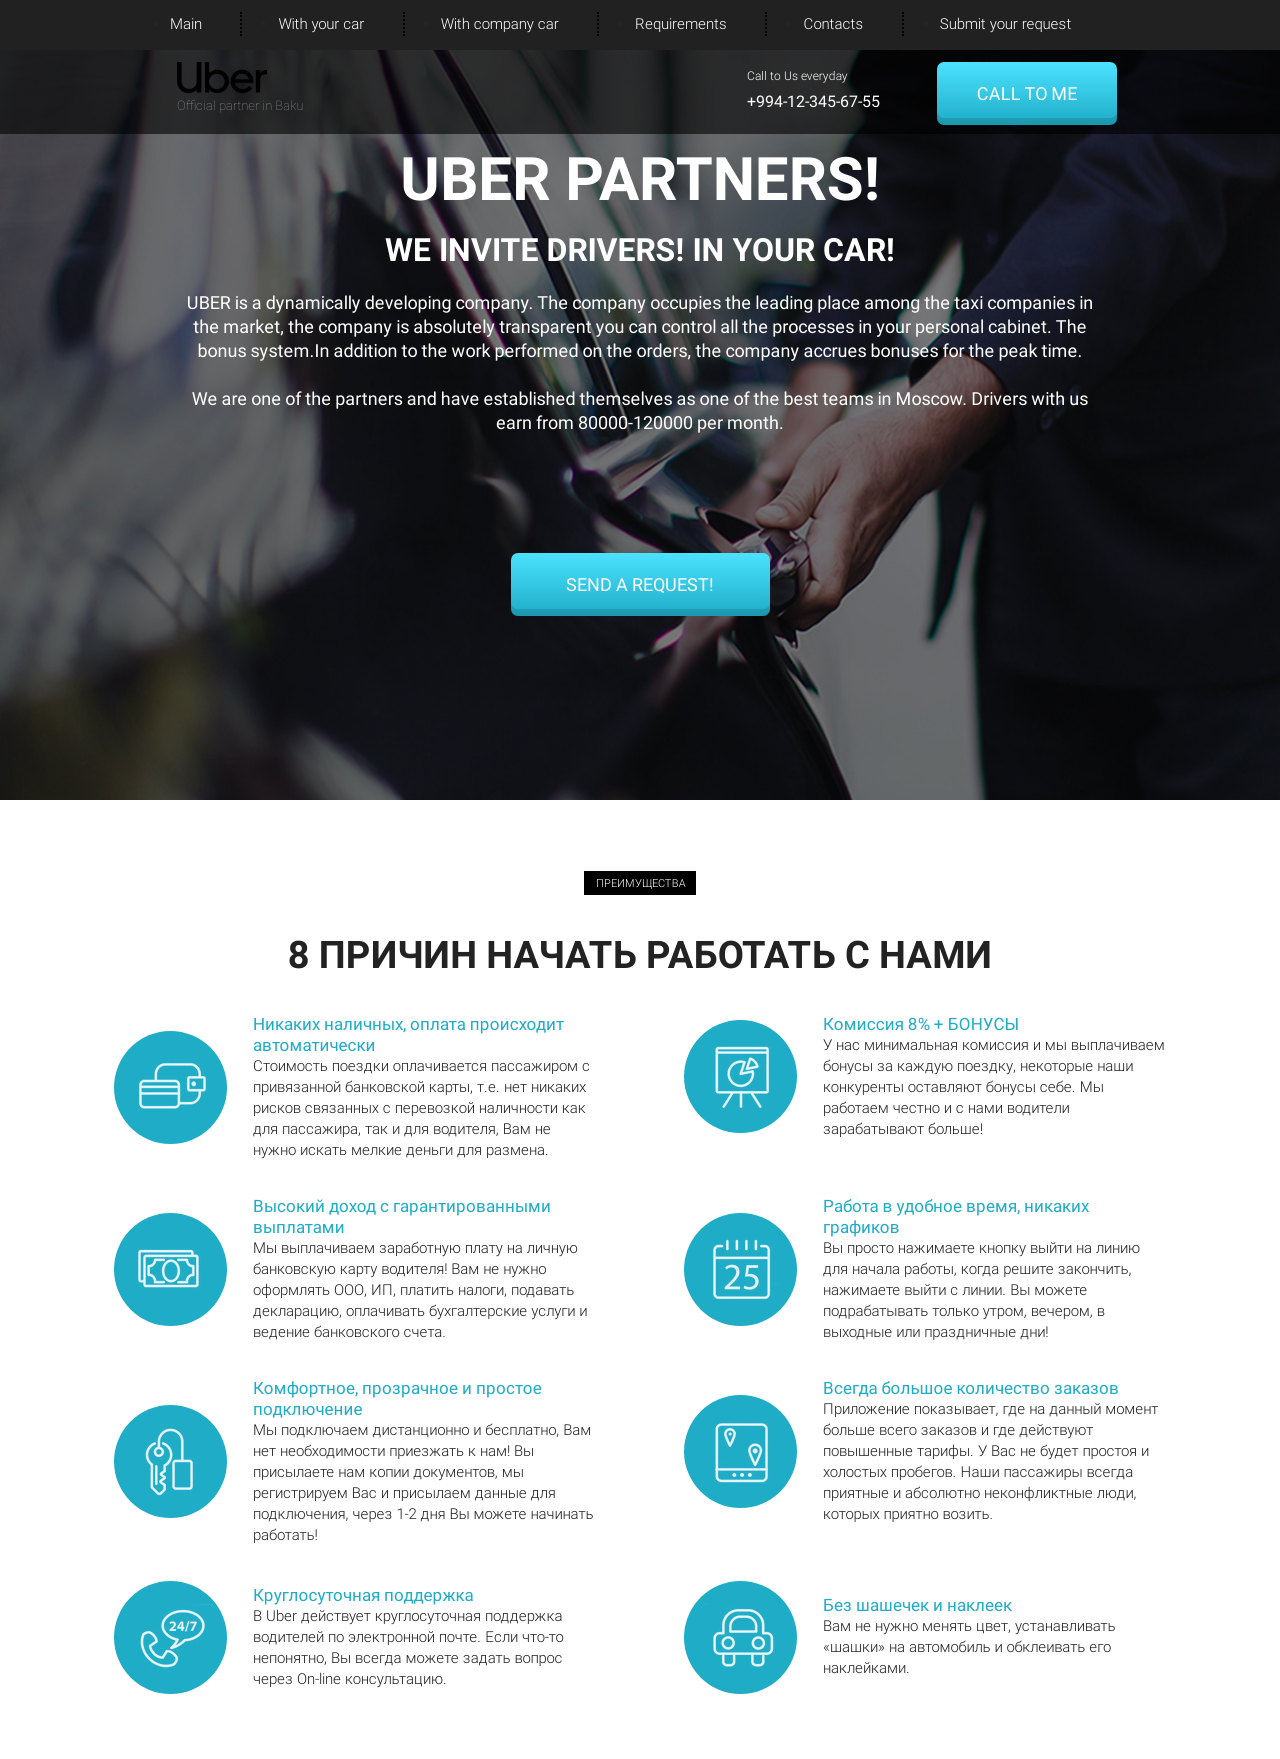 Main
With your car
With company car
Requirements
Contacts
Submit your request
Uber
Official partner in Baku
Call to Us everyday
+994-12-345-67-55
CALL TO ME
UBER PARTNERS!
WE INVITE DRIVERS! IN YOUR CAR!
UBER is a dynamically developing company. The company occupies the leading place among the taxi companies in
the market, the company is absolutely transparent you can control all the processes in your personal cabinet. The
bonus system.In addition to the work performed on the orders, the company accrues bonuses for the peak time.
We are one of the partners and have established themselves as one of the best teams in Moscow. Drivers with us
earn from 80000-120000 per month.
SEND A REQUEST!
ПРЕИМУЩЕСТВА
8 ПРИЧИН НАЧАТЬ РАБОТАТЬ С НАМИ
Никаких наличных, оплата происходит
автоматически
Стоимость поездки оплачивается пассажиром с
привязанной банковской карты, т.е. нет никаких
рисков связанных с перевозкой наличности как
для пассажира, так и для водителя, Вам не
нужно искать мелкие деньги для размена.
Комиссия 8% + БОНУСЫ
У нас минимальная комиссия и мы выплачиваем
бонусы за каждую поездку, некоторые наши
конкуренты оставляют бонусы себе. Мы
работаем честно и с нами водители
зарабатывают больше!
Высокий доход с гарантированными
выплатами
Мы выплачиваем заработную плату на личную
банковскую карту водителя! Вам не нужно
оформлять ООО, ИП, платить налоги, подавать
декларацию, оплачивать бухгалтерские услуги и
ведение банковского счета.
25
Работа в удобное время, никаких
графиков
Вы просто нажимаете кнопку выйти на линию
для начала работы, когда решите закончить,
нажимаете выйти с линии. Вы можете
подрабатывать только утром, вечером, в
выходные или праздничные дни!
Комфортное, прозрачное и простое
подключение
Мы подключаем дистанционно и бесплатно, Вам
нет необходимости приезжать к нам! Вы
присылаете нам копии документов, мы
регистрируем Вас и присылаем данные для
подключения, через 1-2 дня Вы можете начинать
работать!
Всегда большое количество заказов
Приложение показывает, где на данный момент
больше всего заказов и где действуют
повышенные тарифы. У Вас не будет простоя и
холостых пробегов. Наши пассажиры всегда
приятные и абсолютно неконфликтные люди,
которых приятно возить.
24/7
Круглосуточная поддержка
В Uber действует круглосуточная поддержка
водителей по электронной почте. Если что-то
непонятно, Вы всегда можете задать вопрос
через On-line консультацию.
Без шашечек и наклеек
Вам не нужно менять цвет, устанавливать
«шашки» на автомобиль и обклеивать его
наклейками.